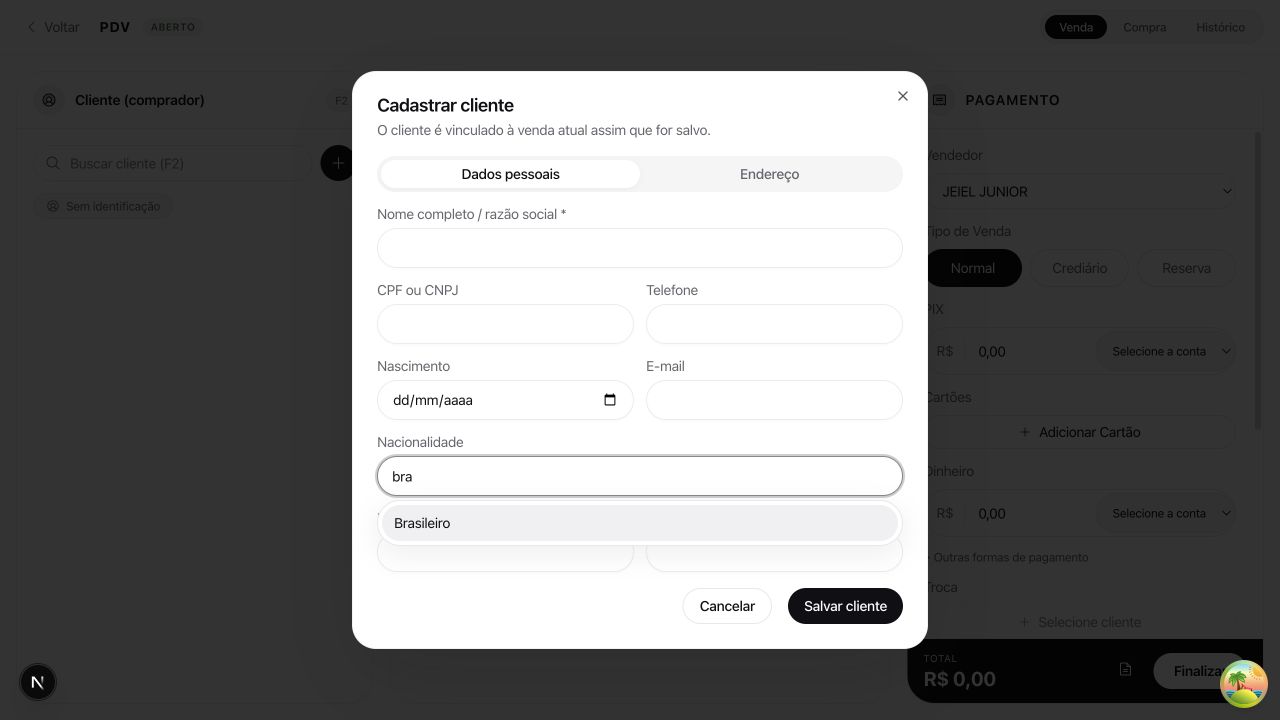 Voltar PDV ABERTO Venda Compra Histórico
Cliente (comprador) F2
Buscar cliente (F2)
Sem identificação
Cadastrar cliente
O cliente é vinculado à venda atual assim que for salvo.
Dados pessoais Endereço
Nome completo / razão social *
CPF ou CNPJ Telefone
Nascimento E-mail
dd/mm/aaaa
Nacionalidade
bra
Brasileiro
Cancelar Salvar cliente
PAGAMENTO
Vendedor
JEIEL JUNIOR
Tipo de Venda
Normal Crediário Reserva
PIX
R$ 0,00 Selecione a conta
Cartões
+ Adicionar Cartão
Dinheiro
R$ 0,00 Selecione a conta
Outras formas de pagamento
Troca
+ Selecione cliente
TOTAL
R$ 0,00
Finaliza
N